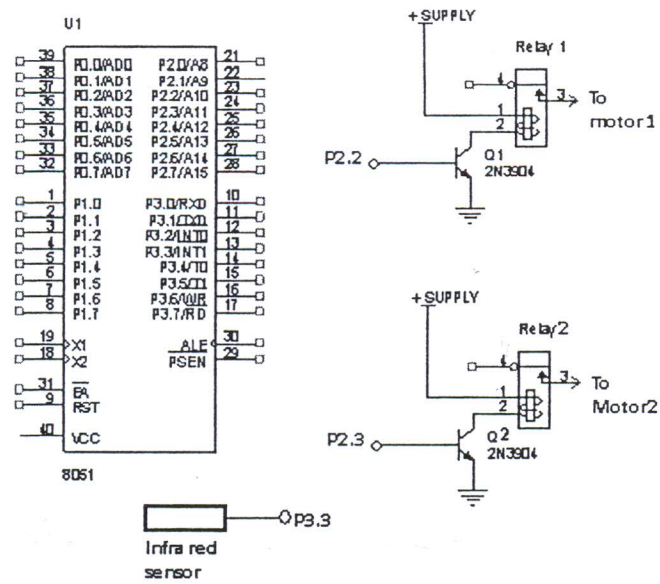 U1
39 P0.0/AD0 P2.0/A8 21
38 P0.1/AD1 P2.1/A9 22
37 P0.2/AD2 P2.2/A10 23
36 P0.3/AD3 P2.3/A11 24
35 P0.4/AD4 P2.4/A12 25
34 P0.5/AD5 P2.5/A13 26
33 P0.6/AD6 P2.6/A14 27
32 P0.7/AD7 P2.7/A15 28
1 P1.0 P3.0/RXD 10
2 P1.1 P3.1/TXD 11
3 P1.2 P3.2/INT0 12
4 P1.3 P3.3/INT1 13
5 P1.4 P3.4/T0 14
6 P1.5 P3.5/T1 15
7 P1.6 P3.6/WR 16
8 P1.7 P3.7/RD 17
19 X1 ALE 30
18 X2 PSEN 29
31 EA
9 RST
40 VCC
8051
Infrared
sensor
P3.3
+SUPPLY
Relay 1
4
1
3 To
motor1
2
P2.2
Q1
2N3904
+SUPPLY
Relay2
4
1
3 To
Motor2
2
P2.3
Q2
2N3904